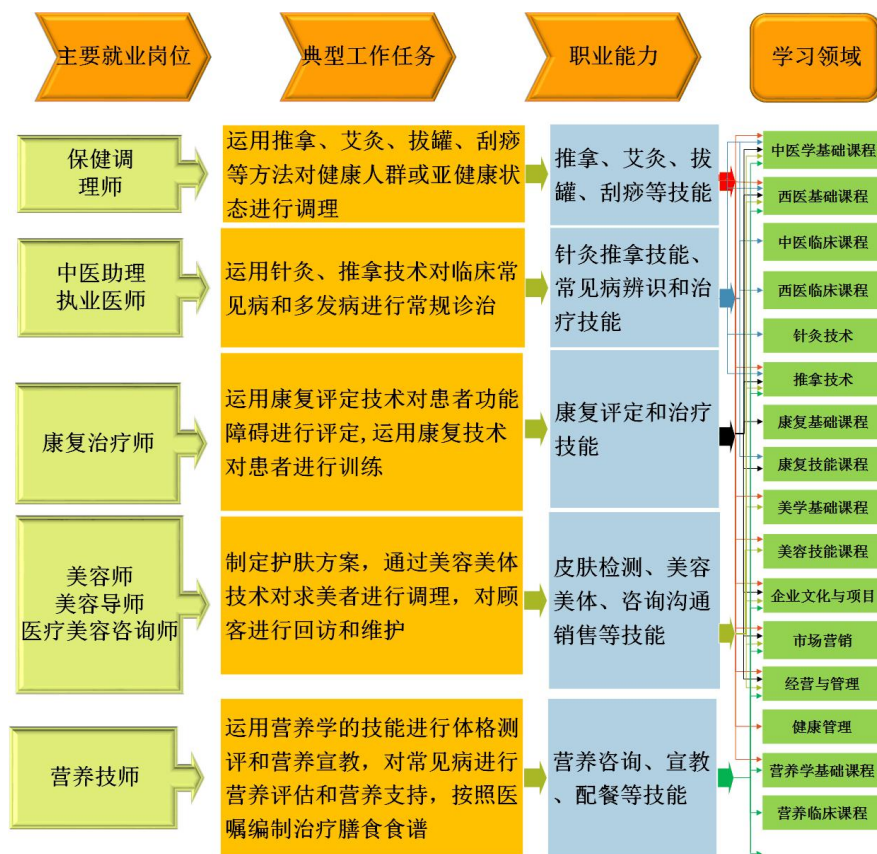 主要就业岗位
典型工作任务
职业能力
学习领域
保健调
理师
运用推拿、艾灸、拔罐、刮痧
等方法对健康人群或亚健康状
态进行调理
推拿、艾灸、拔
罐、刮痧等技能
中医助理
执业医师
运用针灸、推拿技术对临床常
见病和多发病进行常规诊治
针灸推拿技能、
常见病辨识和治
疗技能
康复治疗师
运用康复评定技术对患者功能
障碍进行评定,运用康复技术
对患者进行训练
康复评定和治疗
技能
美容师
美容导师
医疗美容咨询师
制定护肤方案，通过美容美体
技术对求美者进行调理，对顾
客进行回访和维护
皮肤检测、美容
美体、咨询沟通
销售等技能
营养技师
运用营养学的技能进行体格测
评和营养宣教，对常见病进行
营养评估和营养支持，按照医
嘱编制治疗膳食食谱
营养咨询、宣教
、配餐等技能
中医学基础课程
西医基础课程
中医临床课程
西医临床课程
针灸技术
推拿技术
康复基础课程
康复技能课程
美学基础课程
美容技能课程
企业文化与项目
市场营销
经营与管理
健康管理
营养学基础课程
营养临床课程